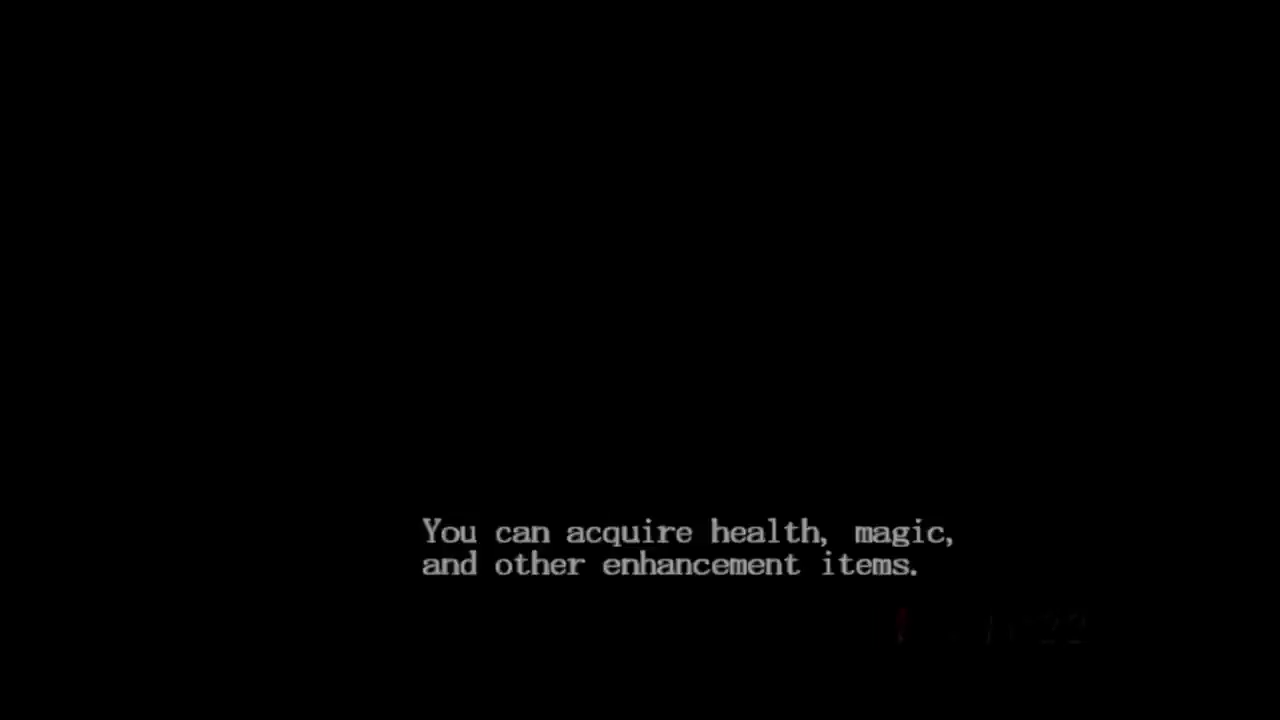 You can acquire health, magic,
and other enhancement items.